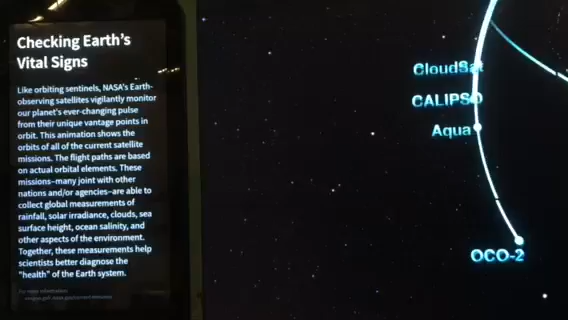 Checking Earth's
Vital Signs
Like orbiting sentinels, NASA's Earth-
observing satellites vigilantly monitor
our planet's ever-changing pulse
from their unique vantage points in
orbit. This animation shows the
orbits of all of the current satellite
missions. The flight paths are based
on actual orbital elements. These
missions–many joint with other
nations and/or agencies–are able to
collect global measurements of
rainfall, solar irradiance, clouds, sea
surface height, ocean salinity, and
other aspects of the environment.
Together, these measurements help
scientists better diagnose the
"health" of the Earth system.
For more information:
CloudSat
CALIPSO
Aqua
OCO-2